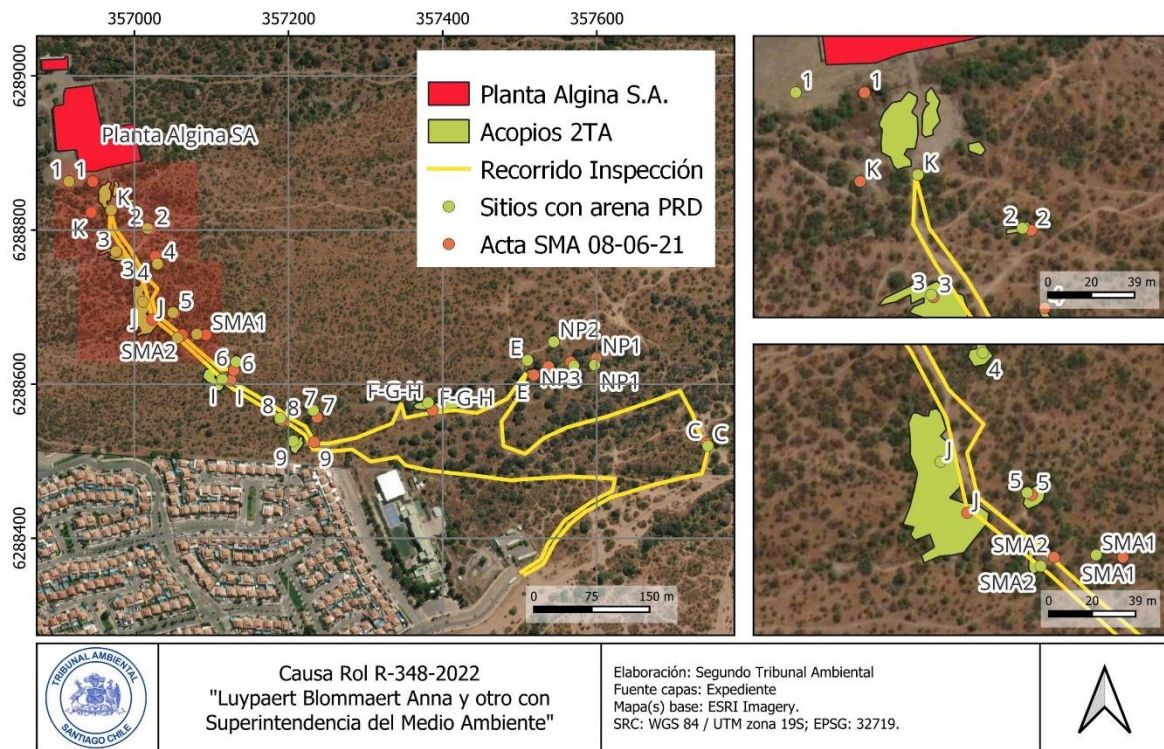 357000
357200
357400
357600
6289000
6288800
6288600
6288400
Planta Algina S.A.
Acopios 2TA
Recorrido Inspección
Sitios con arena PRD
Acta SMA 08-06-21
Planta Algina SA
1
1
K
K
2
2
3
4
3
4
5
J
J
SMA1
SMA2
6
6
I
I
7
7
8
8
9
9
F-G-H
F-G-H
E
E
NP2
NP1
NP3
NP1
C
C
0
75
150 m
1
1
K
K
2
2
3
3
4
0
20
39 m
4
J
J
5
5
SMA2
SMA2
SMA1
SMA1
0
20
39 m
TRIBUNAL AMBIENTAL
SANTIAGO CHILE
Causa Rol R-348-2022
"Luypaert Blommaert Anna y otro con
Superintendencia del Medio Ambiente"
Elaboración: Segundo Tribunal Ambiental
Fuente capas: Expediente
Mapa(s) base: ESRI Imagery.
SRC: WGS 84 / UTM zona 19S; EPSG: 32719.